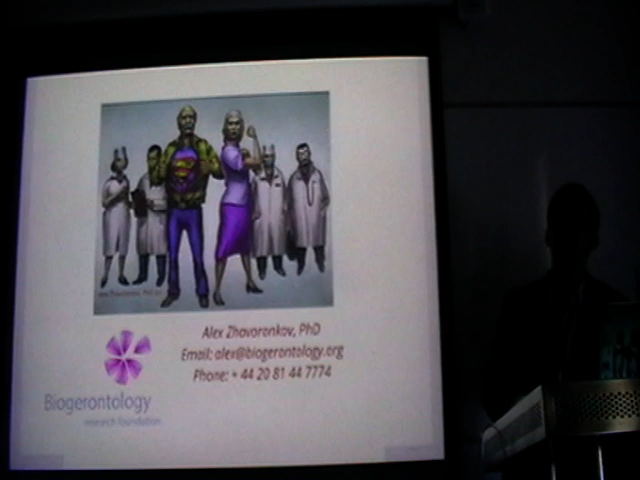 Alex Zhavoronkov, PhD
Email: alex@biogerontology.org
Phone: + 44 20 81 44 7774
Biogerontology
research foundation